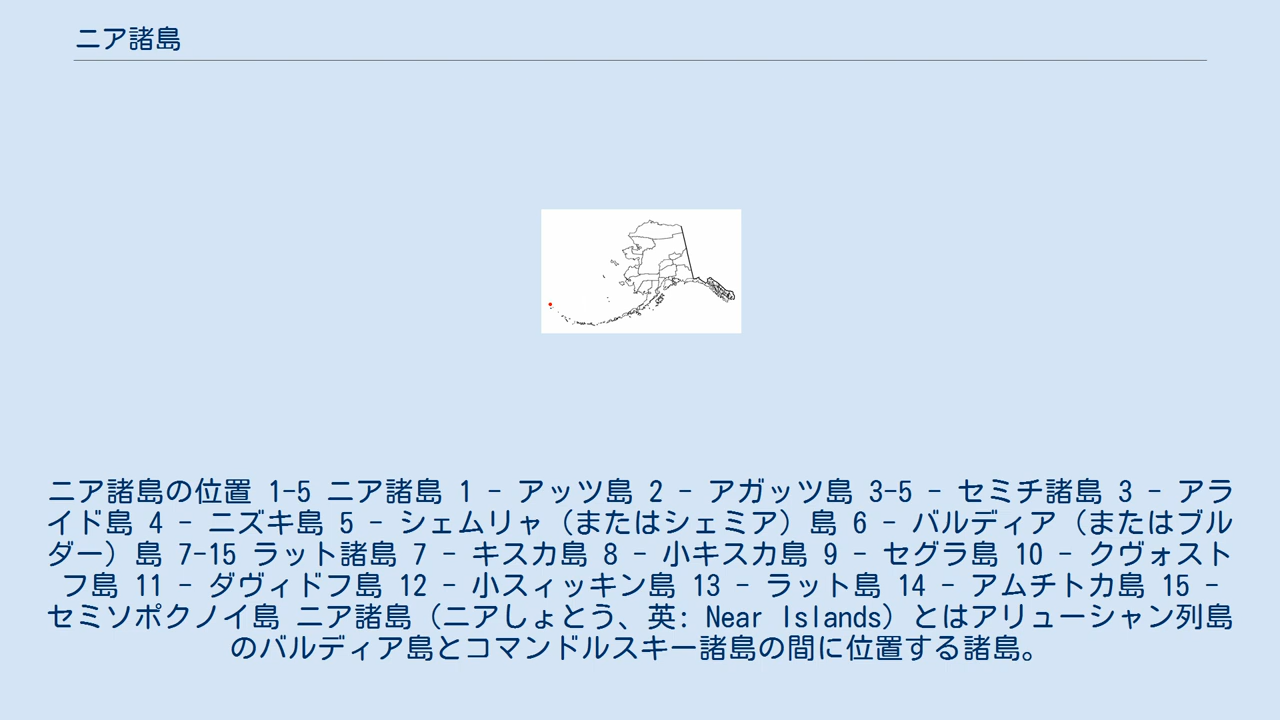 ニア諸島
ニア諸島の位置 1-5 ニア諸島 1 - アッツ島 2 - アガッツ島 3-5 - セミチ諸島 3 - アラ
イド島 4 - ニズキ島 5 - シェムリャ（またはシェミア）島 6 - バルディア（またはブル
ダー）島 7-15 ラット諸島 7 - キスカ島 8 - 小キスカ島 9 - セグラ島 10 - クヴォスト
フ島 11 - ダヴィドフ島 12 - 小スィッキン島 13 - ラット島 14 - アムチトカ島 15 -
セミソポクノイ島 ニア諸島（ニアしょとう、英: Near Islands）とはアリューシャン列島
のバルディア島とコマンドルスキー諸島の間に位置する諸島。